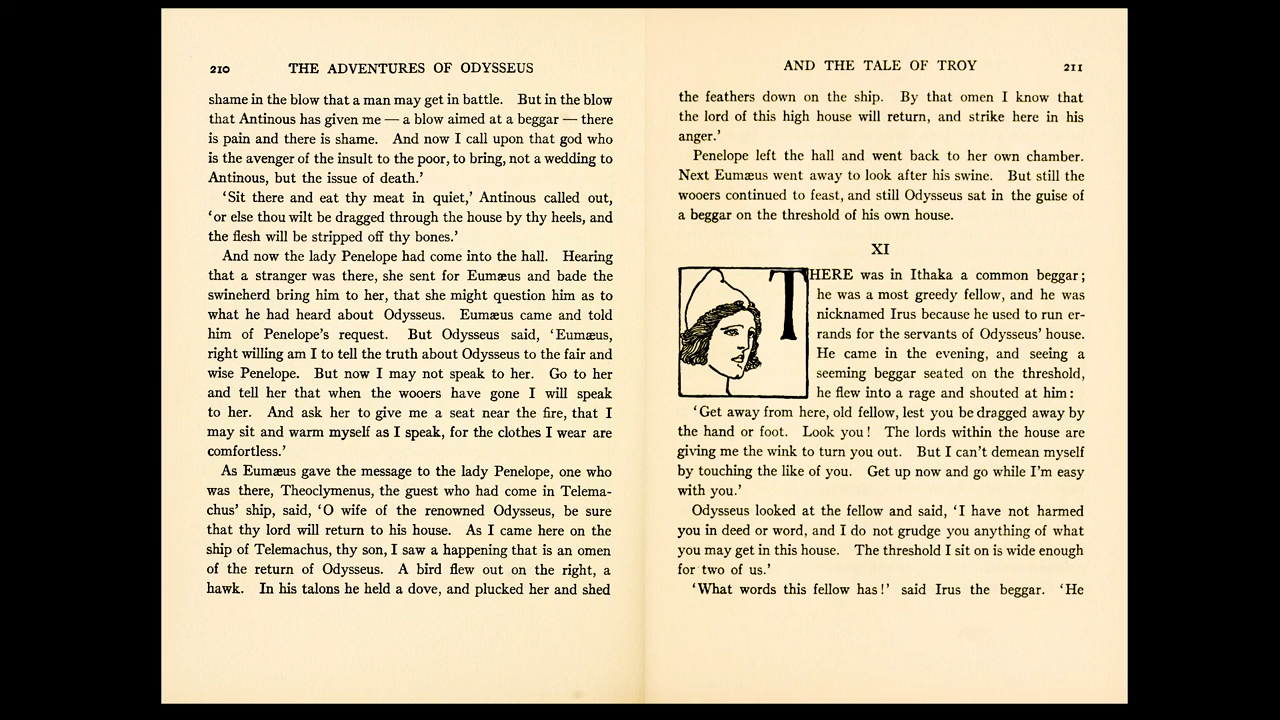 210 THE ADVENTURES OF ODYSSEUS
shame in the blow that a man may get in battle. But in the blow
that Antinous has given me — a blow aimed at a beggar — there
is pain and there is shame. And now I call upon that god who
is the avenger of the insult to the poor, to bring, not a wedding to
Antinous, but the issue of death.’
‘Sit there and eat thy meat in quiet,’ Antinous called out,
‘or else thou wilt be dragged through the house by thy heels, and
the flesh will be stripped off thy bones.’
And now the lady Penelope had come into the hall. Hearing
that a stranger was there, she sent for Eumæus and bade the
swineherd bring him to her, that she might question him as to
what he had heard about Odysseus. Eumæus came and told
him of Penelope’s request. But Odysseus said, ‘Eumæus,
right willing am I to tell the truth about Odysseus to the fair and
wise Penelope. But now I may not speak to her. Go to her
and tell her that when the wooers have gone I will speak
to her. And ask her to give me a seat near the fire, that I
may sit and warm myself as I speak, for the clothes I wear are
comfortless.’
As Eumæus gave the message to the lady Penelope, one who
was there, Theoclymenus, the guest who had come in Telema-
chus’ ship, said, ‘O wife of the renowned Odysseus, be sure
that thy lord will return to his house. As I came here on the
ship of Telemachus, thy son, I saw a happening that is an omen
of the return of Odysseus. A bird flew out on the right, a
hawk. In his talons he held a dove, and plucked her and shed
AND THE TALE OF TROY 211
the feathers down on the ship. By that omen I know that
the lord of this high house will return, and strike here in his
anger.’
Penelope left the hall and went back to her own chamber.
Next Eumæus went away to look after his swine. But still the
wooers continued to feast, and still Odysseus sat in the guise of
a beggar on the threshold of his own house.
XI
THERE was in Ithaka a common beggar;
he was a most greedy fellow, and he was
nicknamed Irus because he used to run er-
rands for the servants of Odysseus’ house.
He came in the evening, and seeing a
seeming beggar seated on the threshold,
he flew into a rage and shouted at him:
‘Get away from here, old fellow, lest you be dragged away by
the hand or foot. Look you! The lords within the house are
giving me the wink to turn you out. But I can’t demean myself
by touching the like of you. Get up now and go while I’m easy
with you.’
Odysseus looked at the fellow and said, ‘I have not harmed
you in deed or word, and I do not grudge you anything of what
you may get in this house. The threshold I sit on is wide enough
for two of us.’
‘What words this fellow has!’ said Irus the beggar. ‘He